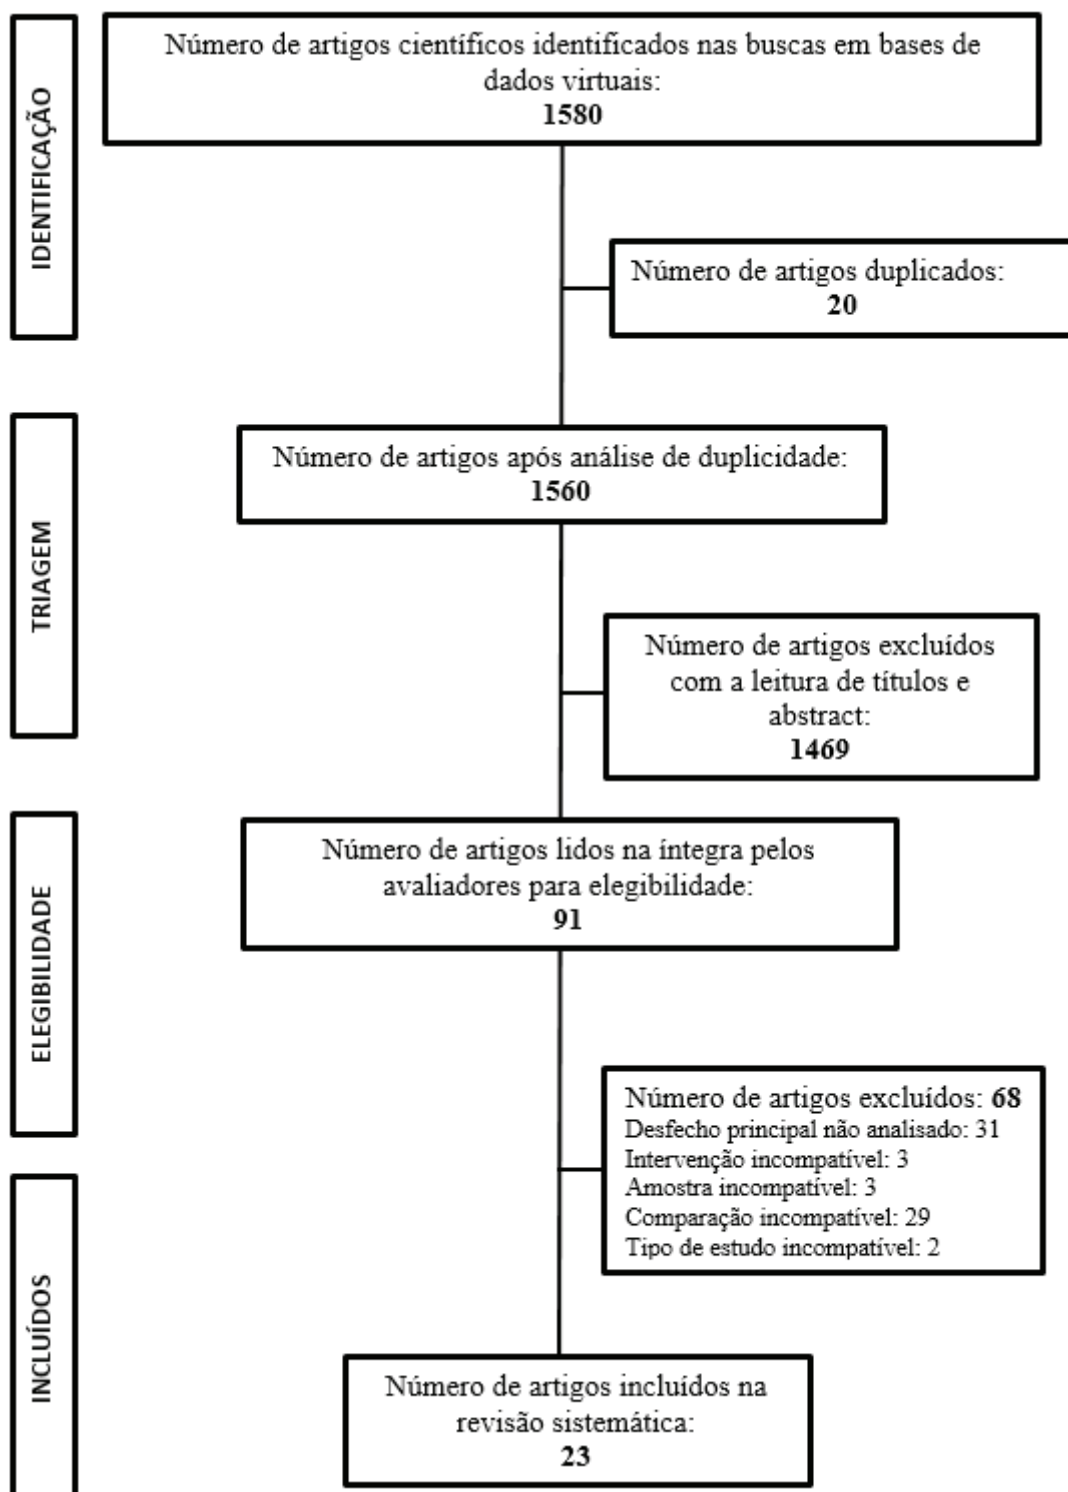 IDENTIFICAÇÃO
Número de artigos científicos identificados nas buscas em bases de
dados virtuais:
1580
Número de artigos duplicados:
20
TRIAGEM
Número de artigos após análise de duplicidade:
1560
Número de artigos excluídos
com a leitura de títulos e
abstract:
1469
ELEGIBILIDADE
Número de artigos lidos na íntegra pelos
avaliadores para elegibilidade:
91
Número de artigos excluídos: 68
Desfecho principal não analisado: 31
Intervenção incompatível: 3
Amostra incompatível: 3
Comparação incompatível: 29
Tipo de estudo incompatível: 2
INCLUÍDOS
Número de artigos incluídos na
revisão sistemática:
23